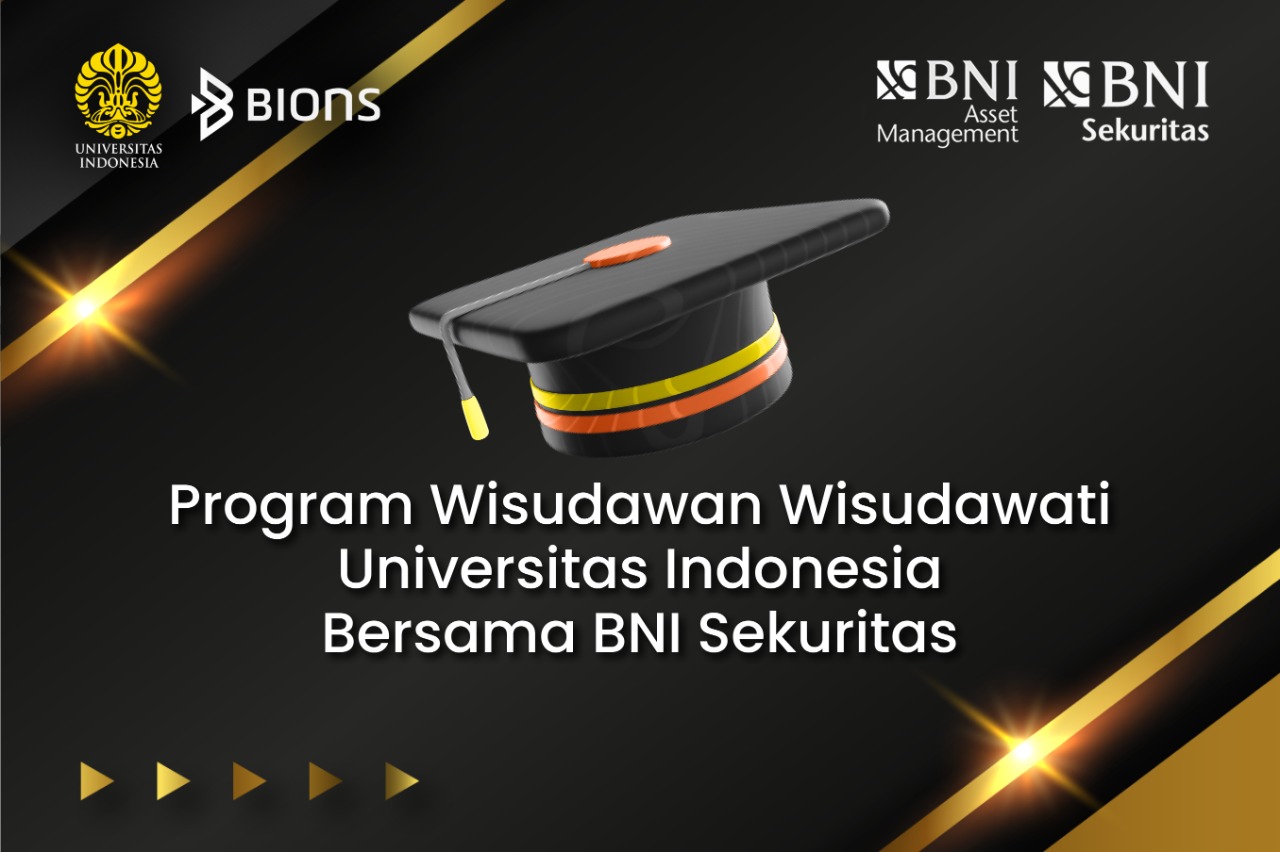 UNIVERSITAS
INDONESIA
BIONS
BNI
Asset
Management
BNI
Sekuritas
Program Wisudawan Wisudawati
Universitas Indonesia
Bersama BNI Sekuritas